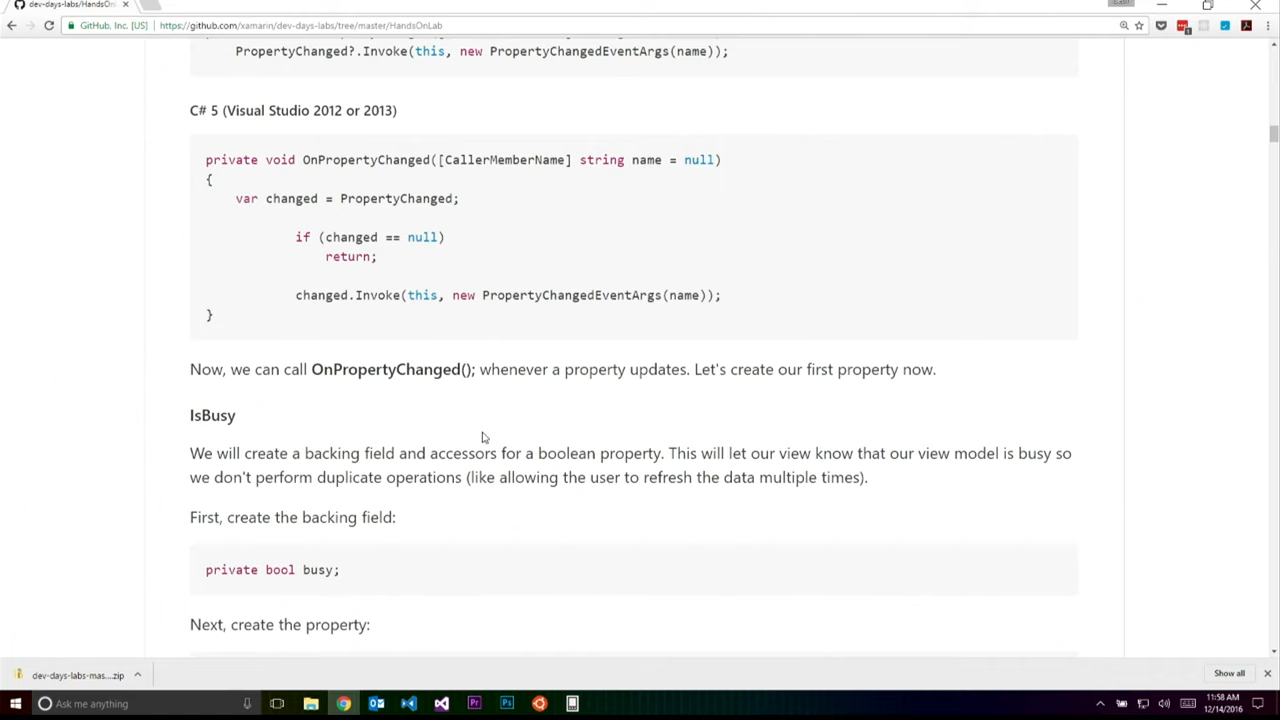 dev-days-labs/HandsOnL
GitHub, Inc. [US] https://github.com/xamarin/dev-days-labs/tree/master/HandsOnLab
PropertyChanged?.Invoke(this, new PropertyChangedEventArgs(name));
C# 5 (Visual Studio 2012 or 2013)
private void OnPropertyChanged([CallerMemberName] string name = null)
{
var changed = PropertyChanged;
if (changed == null)
return;
changed.Invoke(this, new PropertyChangedEventArgs(name));
}
Now, we can call OnPropertyChanged(); whenever a property updates. Let's create our first property now.
IsBusy
We will create a backing field and accessors for a boolean property. This will let our view know that our view model is busy so
we don't perform duplicate operations (like allowing the user to refresh the data multiple times).
First, create the backing field:
private bool busy;
Next, create the property:
dev-days-labs-mas....zip
Show all
Ask me anything
Pr
Ps
11:58 AM
12/14/2016